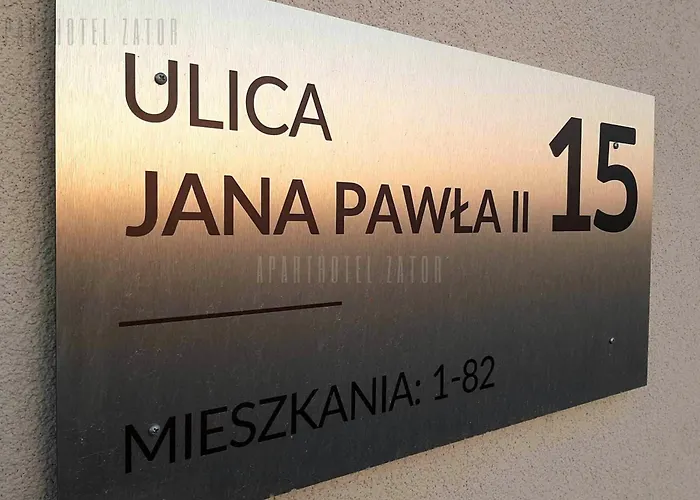 APARTHOTEL ZATOR
ULICA
JANA PAWŁA II 15
APARTHOTEL ZATOR
MIESZKANIA: 1-82